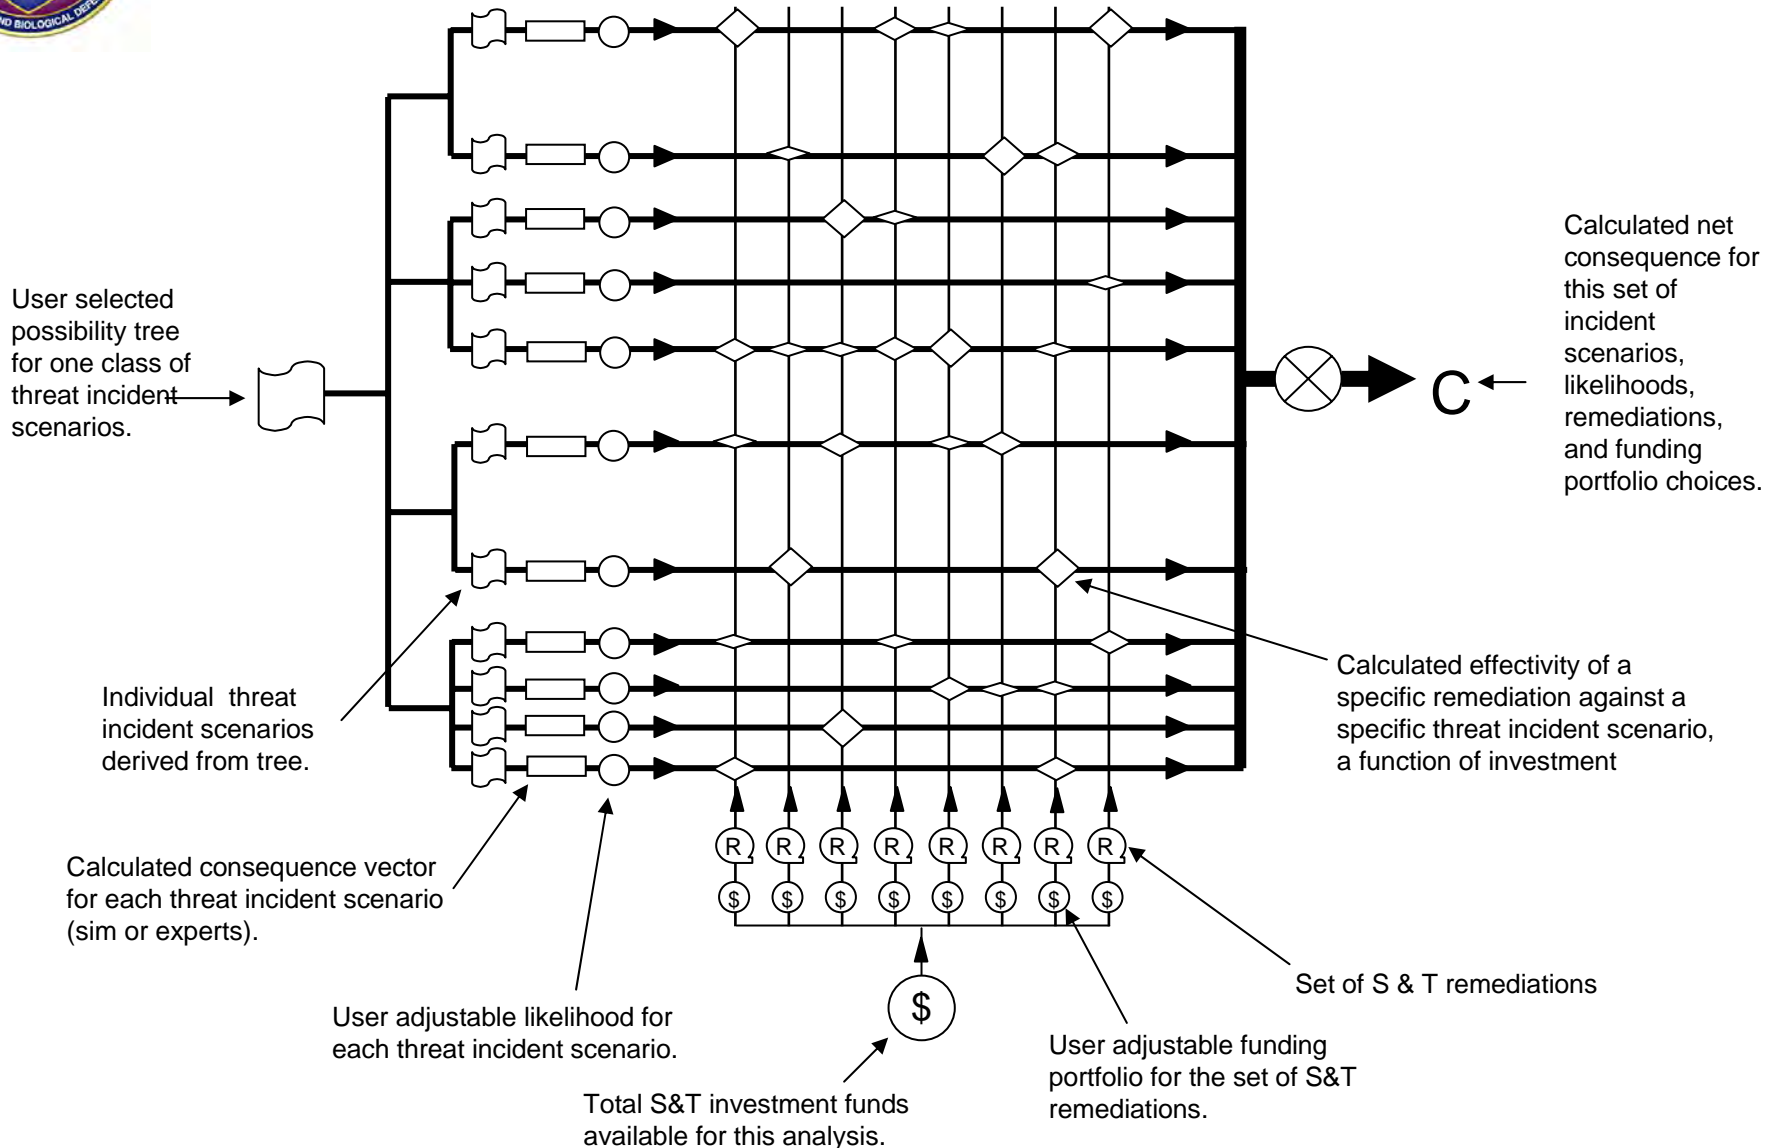 ND BIOLOGICAL DEFE
User selected
possibility tree
for one class of
threat incident
scenarios.
Calculated net
consequence for
this set of
incident
scenarios,
likelihoods,
remediations,
and funding
portfolio choices.
C
Individual threat
incident scenarios
derived from tree.
Calculated effectivity of a
specific remediation against a
specific threat incident scenario,
a function of investment
R R R R R R R R
$ $ $ $ $ $ $ $
Calculated consequence vector
for each threat incident scenario
(sim or experts).
Set of S & T remediations
$
User adjustable likelihood for
each threat incident scenario.
User adjustable funding
portfolio for the set of S&T
remediations.
Total S&T investment funds
available for this analysis.